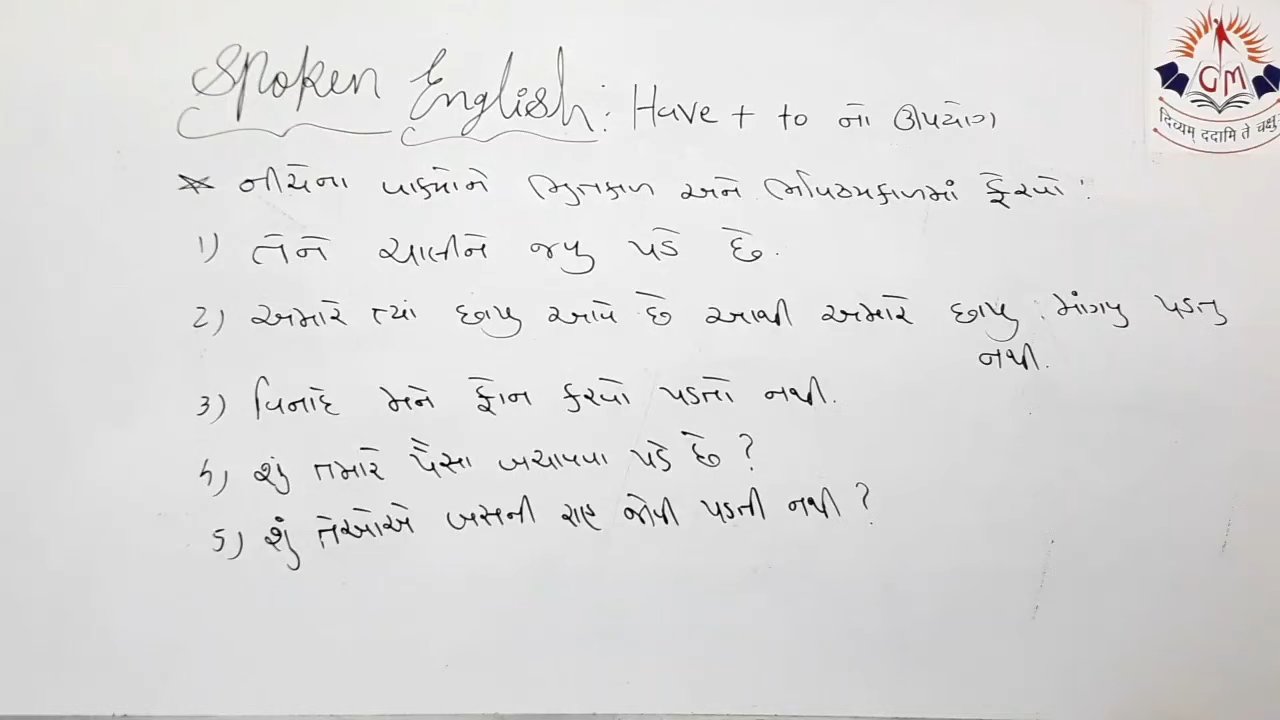 Spoken English: Have + to નો ઉપયોગ
* નીચેના વાક્યોને ભુતકાળ અને ભવિષ્યકાળમાં ફેરવો:
1) તેને ચાલીને જવુ પડે છે.
2) અમારે ત્યાં છાપુ આવે છે આથી અમારે છાપુ માંગવુ પડતુ
નથી.
3) વિનોદે મને ફોન કરવો પડતો નથી.
4) શું તમારે પૈસા બચાવવા પડે છે?
5) શું તેઓએ બસની રાહ જોવી પડતી નથી?
GM
दिव्यम् ददामि ते चक्षु: